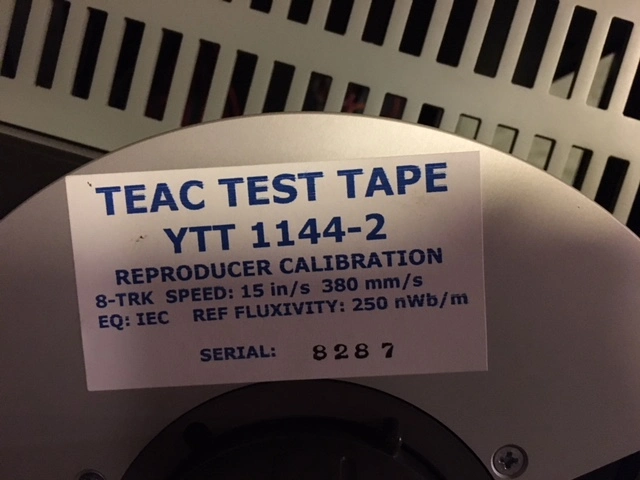 TEAC TEST TAPE
YTT 1144-2
REPRODUCER CALIBRATION
8-TRK SPEED: 15 in/s 380 mm/s
EQ: IEC REF FLUXIVITY: 250 nWb/m
SERIAL: 8287